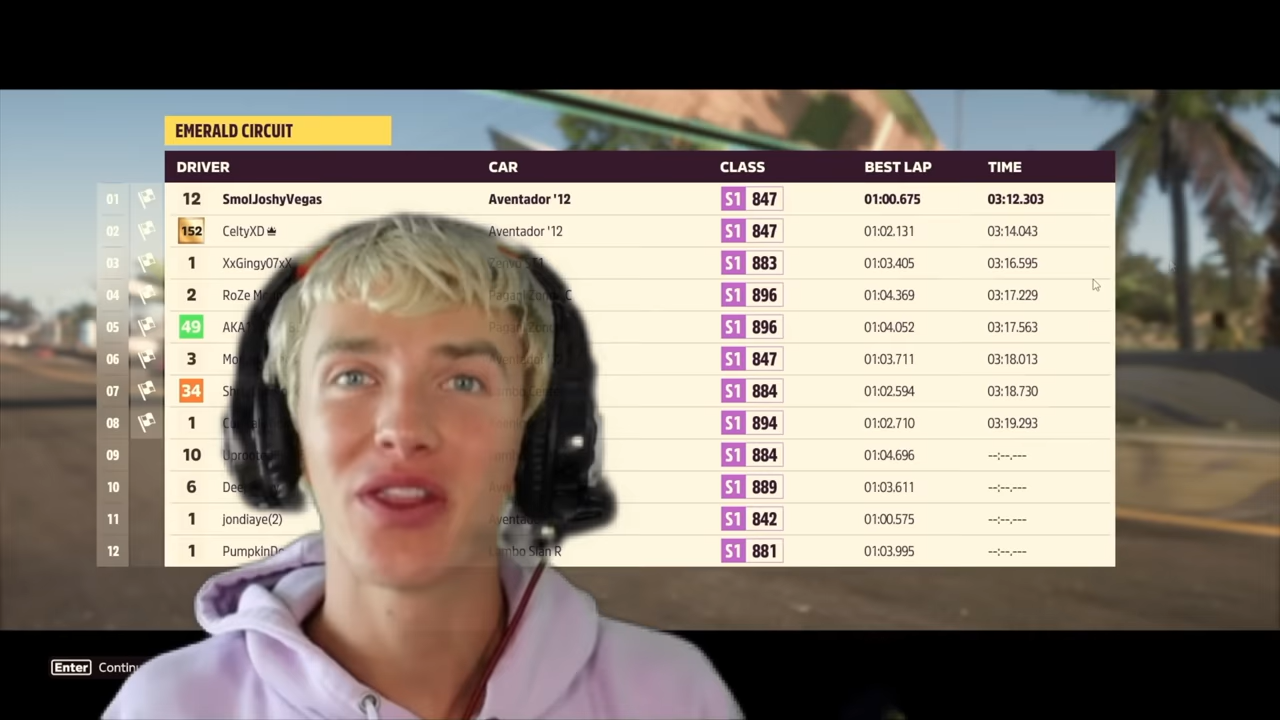 EMERALD CIRCUIT
DRIVER CAR CLASS BEST LAP TIME
01 12 SmolJoshyVegas Aventador '12 S1 847 01:00.675 03:12.303
02 152 CeltyXD Aventador '12 S1 847 01:02.131 03:14.043
03 1 XxGingy07xX S1 883 01:03.405 03:16.595
04 2 RoZe S1 896 01:04.369 03:17.229
05 49 S1 896 01:04.052 03:17.563
06 3 S1 847 01:03.711 03:18.013
07 34 S1 884 01:02.594 03:18.730
08 1 S1 894 01:02.710 03:19.293
09 10 S1 884 01:04.696 --:--.---
10 6 S1 889 01:03.611 --:--.---
11 1 jondiaye(2) S1 842 01:00.575 --:--.---
12 1 Lambo Sian R S1 881 01:03.995 --:--.---
Enter